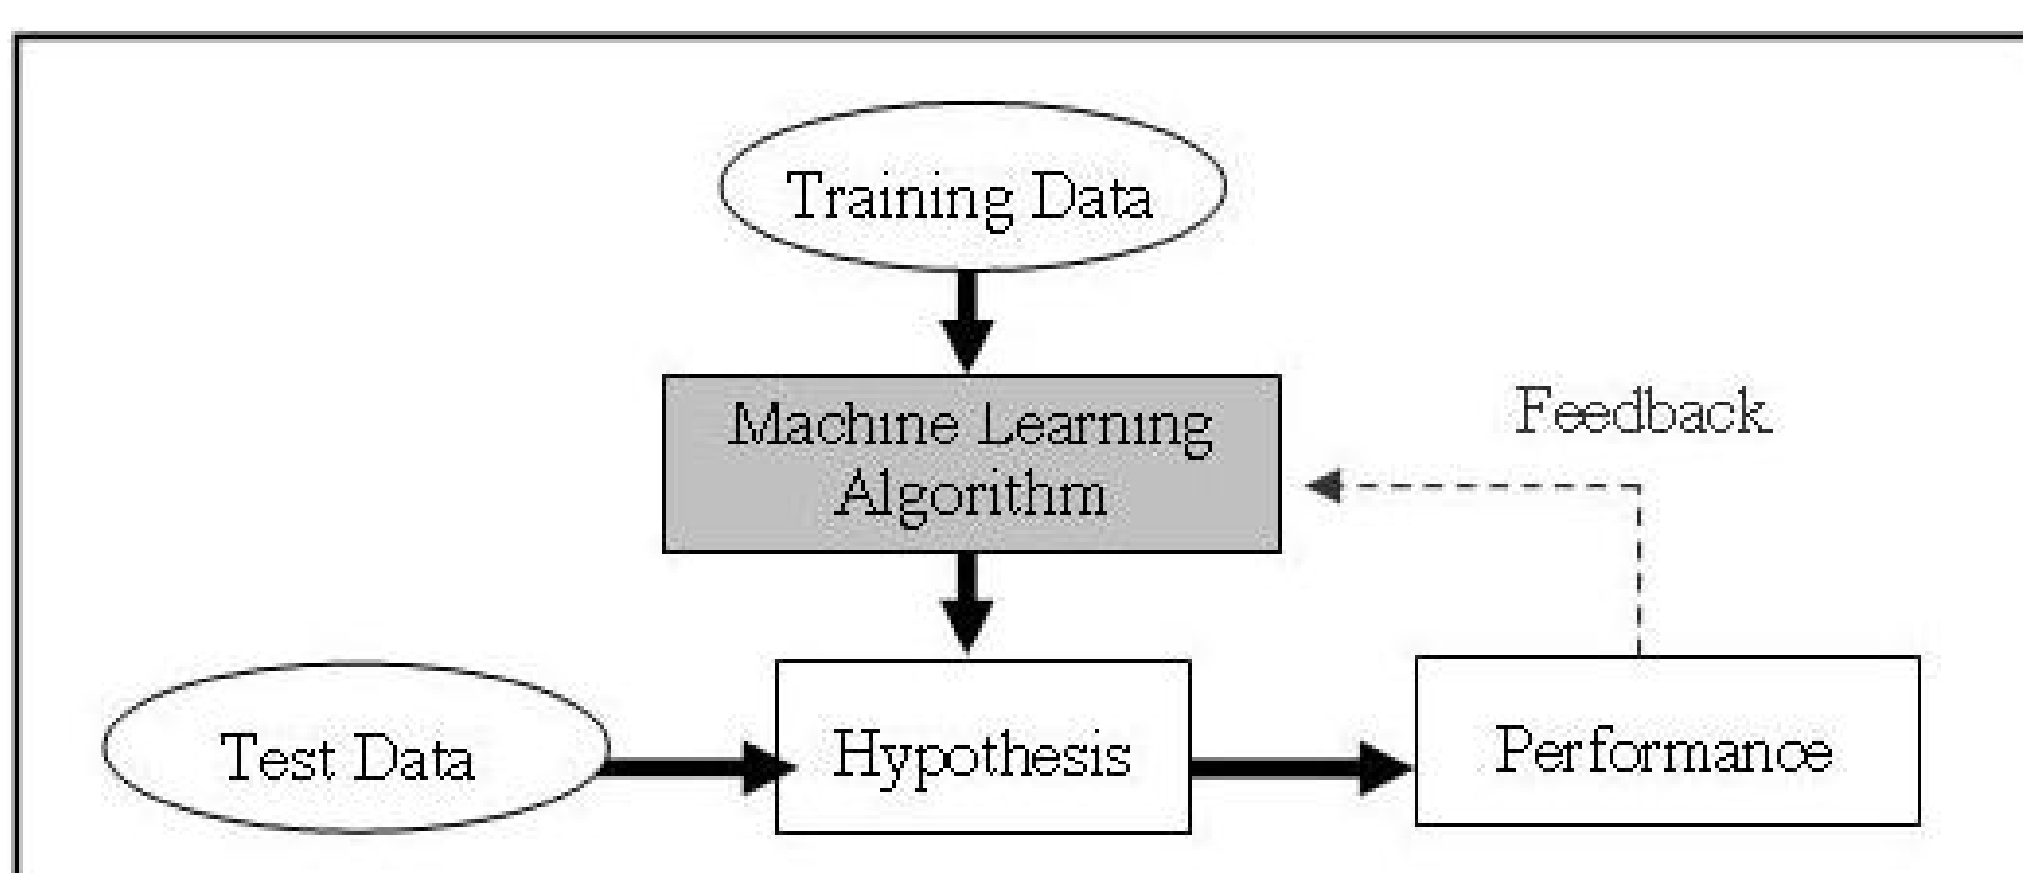 Training Data
Machine Learning
Algorithm
Feedback
Test Data
Hypothesis
Performance